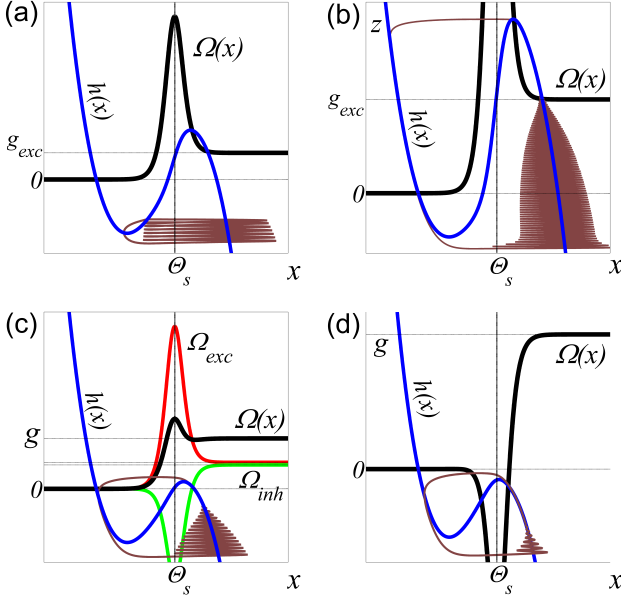 (a)
Ω(x)
h(x)
g_exc
0
Θ_s
x
(b)
z
Ω(x)
h(x)
g_exc
0
Θ_s
x
(c)
Ω_exc
h(x)
Ω(x)
g
Ω_inh
0
Θ_s
x
(d)
g
Ω(x)
h(x)
0
Θ_s
x